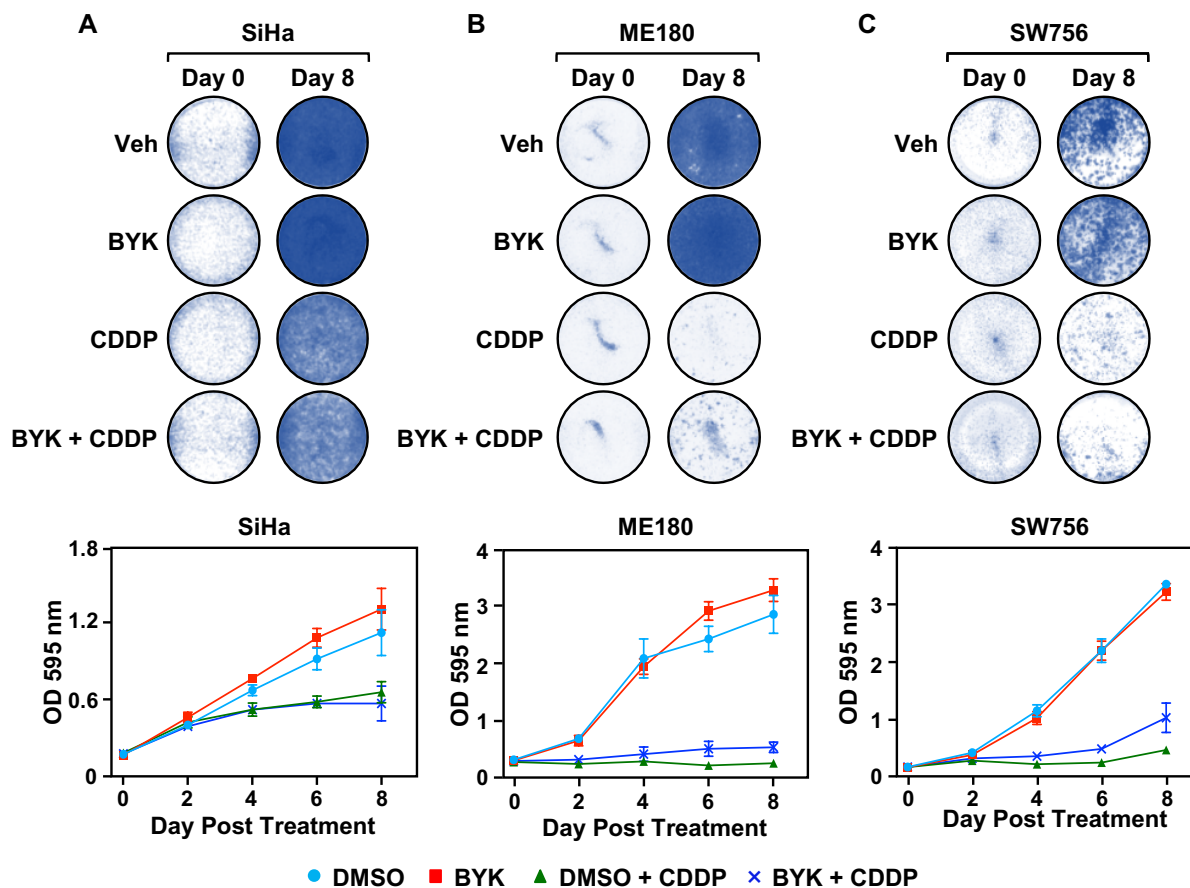 A
SiHa
Day 0 Day 8
Veh
BYK
CDDP
BYK + CDDP
B
ME180
Day 0 Day 8
Veh
BYK
CDDP
BYK + CDDP
C
SW756
Day 0 Day 8
Veh
BYK
CDDP
BYK + CDDP
SiHa
OD 595 nm
1.8
1.2
0.6
0
0 2 4 6 8
Day Post Treatment
ME180
OD 595 nm
4
3
2
1
0
0 2 4 6 8
Day Post Treatment
SW756
OD 595 nm
4
3
2
1
0
0 2 4 6 8
Day Post Treatment
DMSO BYK DMSO + CDDP BYK + CDDP